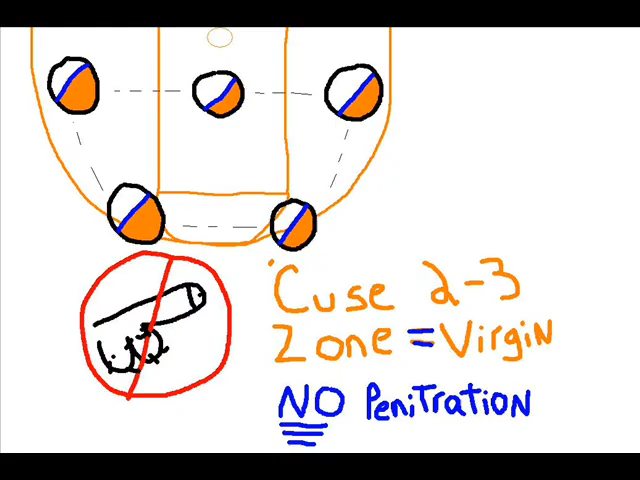 Cuse 2-3
Zone = Virgin
NO Penitration